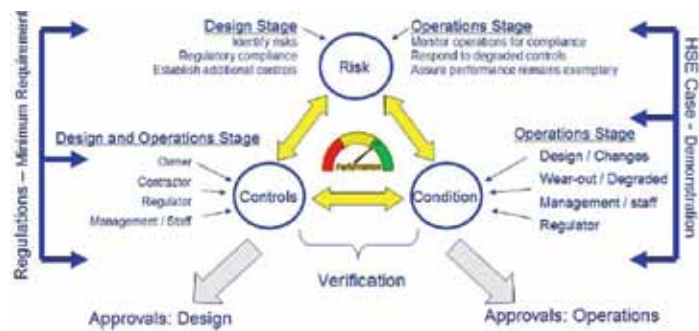 Design Stage
Identify risks
Regulatory compliance
Establish additional controls
Operations Stage
Monitor operations for compliance
Respond to degraded controls
Assure performance remains exemplary
Risk
Regulations – Minimum Requirement
HSE Case - Demonstration
Design and Operations Stage
Owner
Contractor
Regulator
Management / Staff
Performance
Controls
Condition
Operations Stage
Design / Changes
Wear-out / Degraded
Management / staff
Regulator
Verification
Approvals: Design
Approvals: Operations